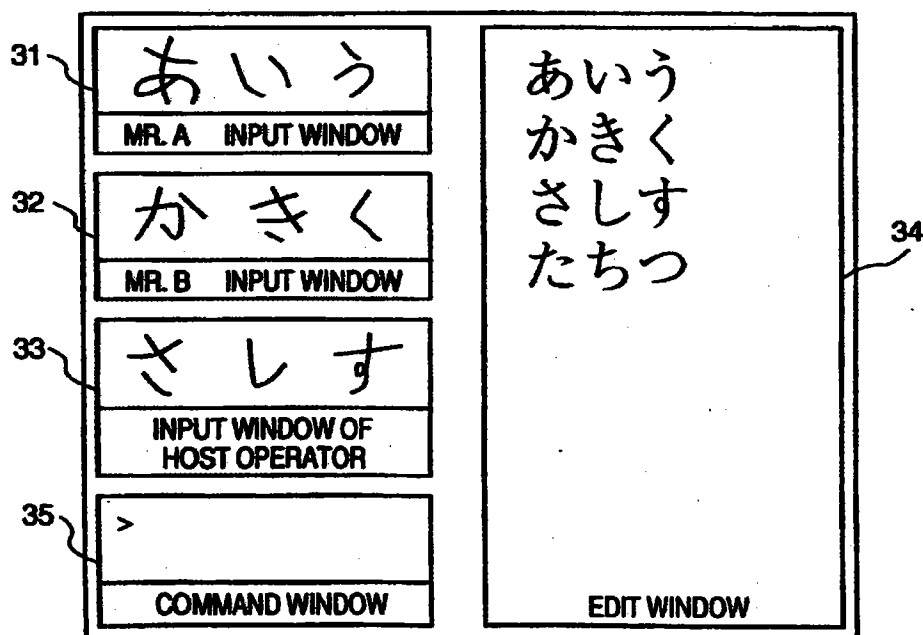 31
あいう
MR. A INPUT WINDOW
32
かきく
MR. B INPUT WINDOW
33
さしす
INPUT WINDOW OF
HOST OPERATOR
35
>
COMMAND WINDOW
あいう
かきく
さしす
たちつ
34
EDIT WINDOW